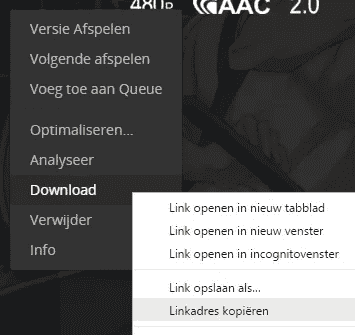 480P AAC 2.0
Versie Afspelen
Volgende afspelen
Voeg toe aan Queue
Optimaliseren...
Analyseer
Download
Verwijder
Info
Link openen in nieuw tabblad
Link openen in nieuw venster
Link openen in incognitovenster
Link opslaan als...
Linkadres kopiëren